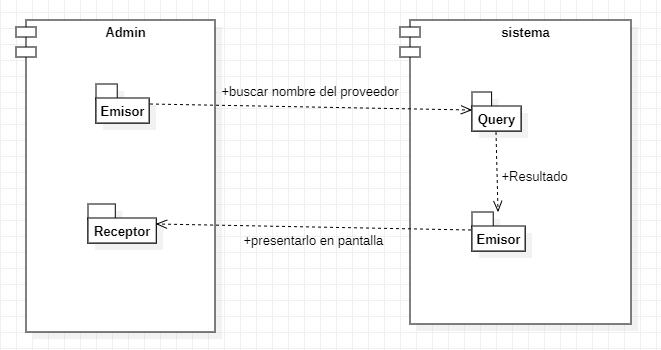 Admin
sistema
+buscar nombre del proveedor
Emisor
Query
+Resultado
Receptor
+presentarlo en pantalla
Emisor